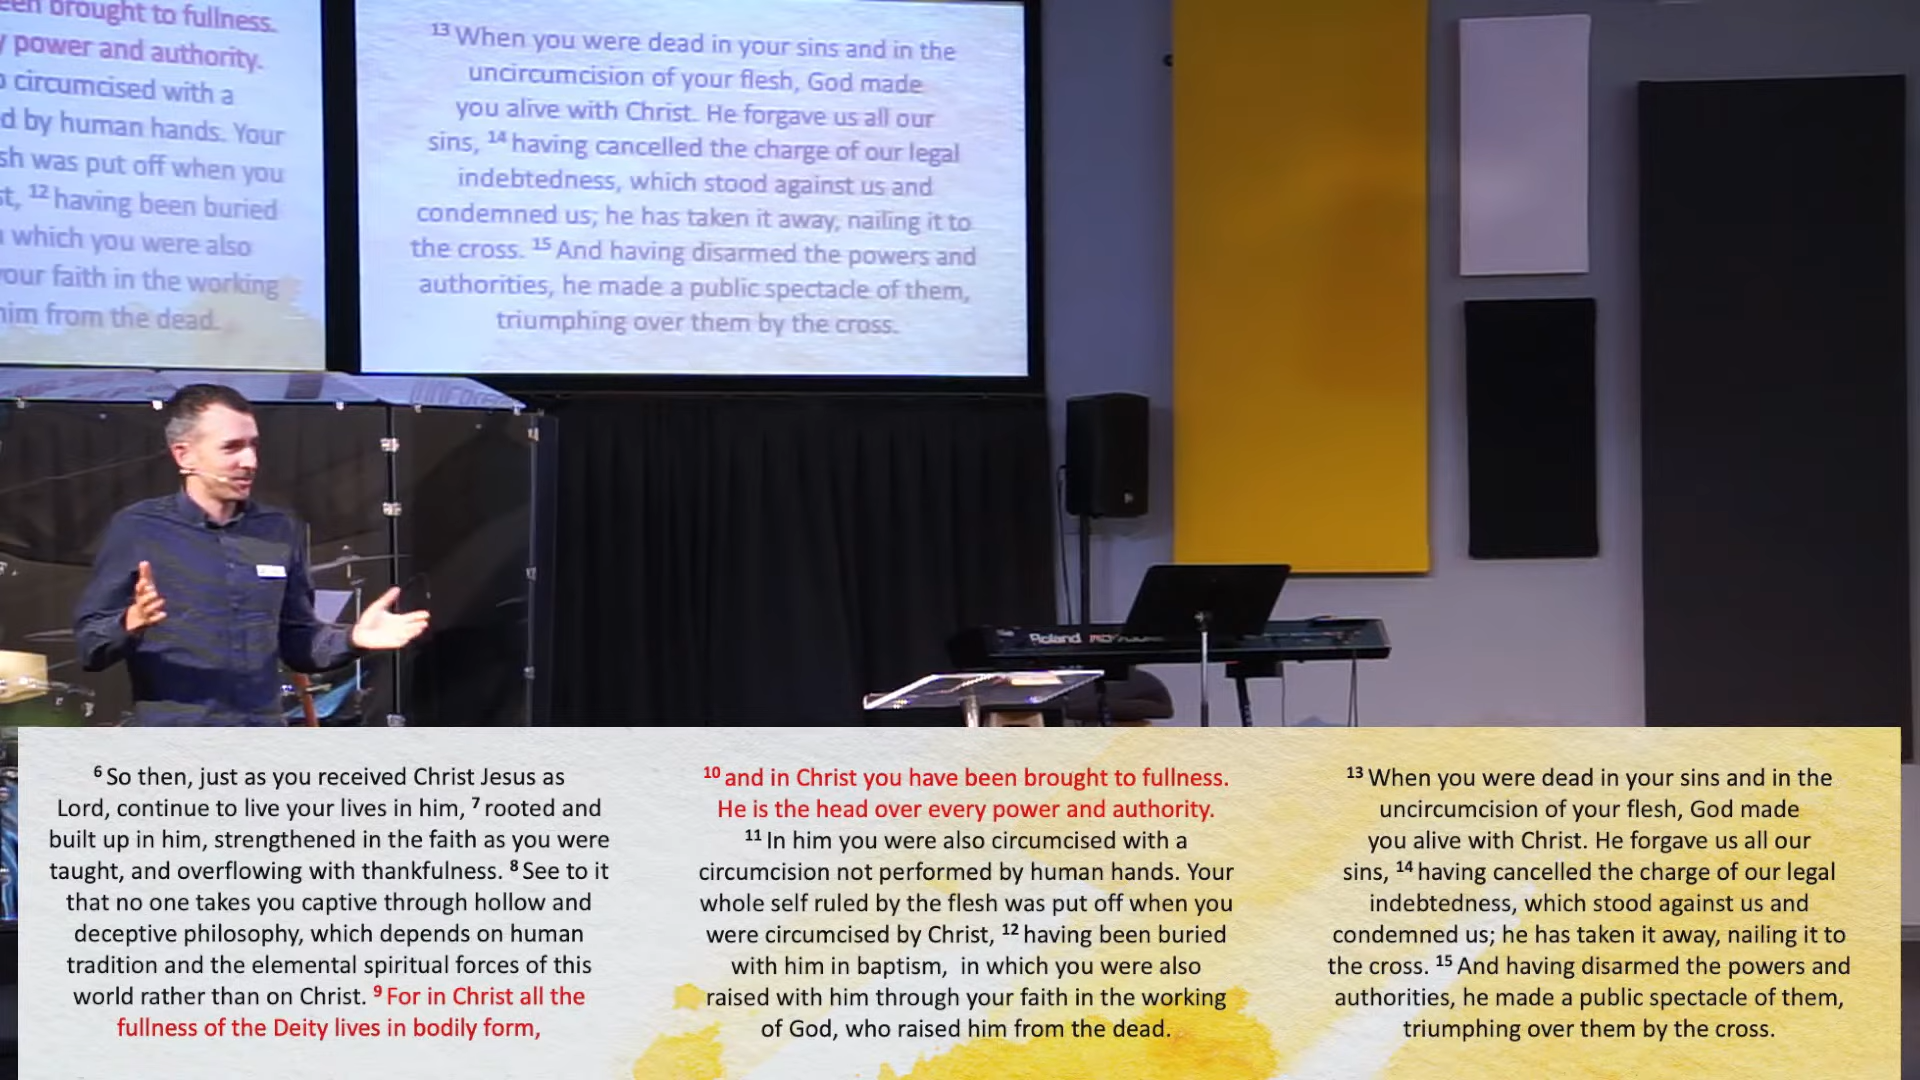 een brought to fullness.
y power and authority.
circumcised with a
d by human hands. Your
sh was put off when you
st, 12 having been buried
which you were also
your faith in the working
him from the dead.
13 When you were dead in your sins and in the
uncircumcision of your flesh, God made
you alive with Christ. He forgave us all our
sins, 14 having cancelled the charge of our legal
indebtedness, which stood against us and
condemned us; he has taken it away, nailing it to
the cross. 15 And having disarmed the powers and
authorities, he made a public spectacle of them,
triumphing over them by the cross.
Roland
6 So then, just as you received Christ Jesus as
Lord, continue to live your lives in him, 7 rooted and
built up in him, strengthened in the faith as you were
taught, and overflowing with thankfulness. 8 See to it
that no one takes you captive through hollow and
deceptive philosophy, which depends on human
tradition and the elemental spiritual forces of this
world rather than on Christ. 9 For in Christ all the
fullness of the Deity lives in bodily form,
10 and in Christ you have been brought to fullness.
He is the head over every power and authority.
11 In him you were also circumcised with a
circumcision not performed by human hands. Your
whole self ruled by the flesh was put off when you
were circumcised by Christ, 12 having been buried
with him in baptism, in which you were also
raised with him through your faith in the working
of God, who raised him from the dead.
13 When you were dead in your sins and in the
uncircumcision of your flesh, God made
you alive with Christ. He forgave us all our
sins, 14 having cancelled the charge of our legal
indebtedness, which stood against us and
condemned us; he has taken it away, nailing it to
the cross. 15 And having disarmed the powers and
authorities, he made a public spectacle of them,
triumphing over them by the cross.